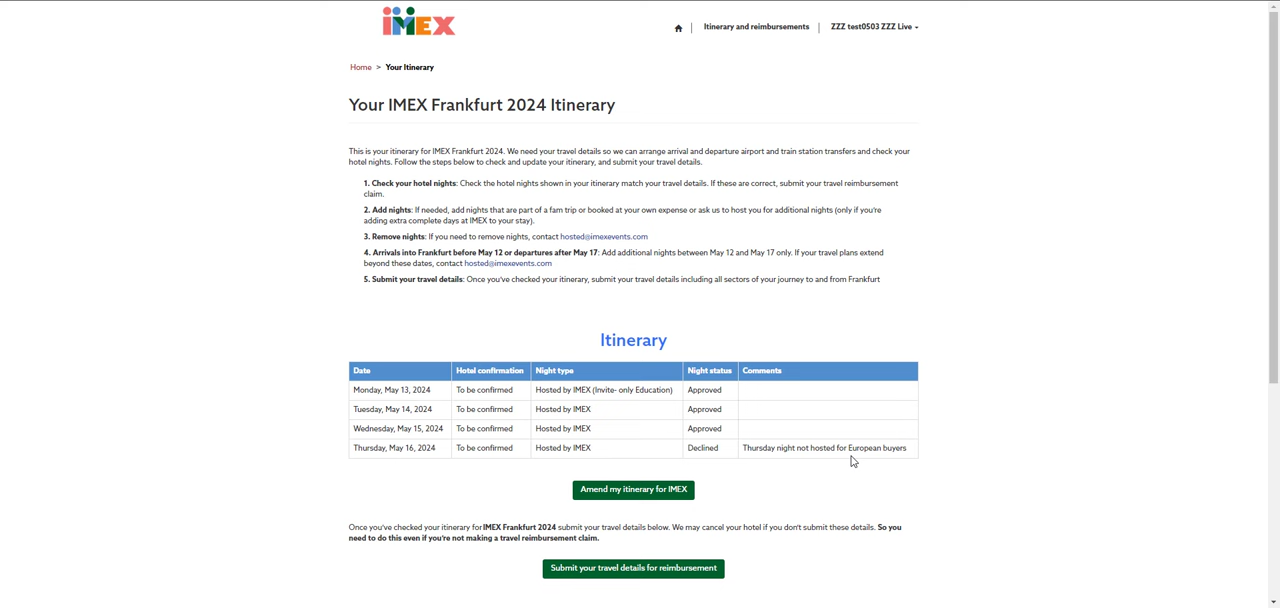 IMEX
Itinerary and reimbursements
ZZZ test0503 ZZZ Live
Home > Your Itinerary
Your IMEX Frankfurt 2024 Itinerary
This is your itinerary for IMEX Frankfurt 2024. We need your travel details so we can arrange arrival and departure airport and train station transfers and check your
hotel nights. Follow the steps below to check and update your itinerary, and submit your travel details.
1. Check your hotel nights: Check the hotel nights shown in your itinerary match your travel details. If these are correct, submit your travel reimbursement
claim.
2. Add nights: If needed, add nights that are part of a fam trip or booked at your own expense or ask us to host you for additional nights (only if you're
adding extra complete days at IMEX to your stay).
3. Remove nights: If you need to remove nights, contact hosted@imexevents.com
4. Arrivals into Frankfurt before May 12 or departures after May 17: Add additional nights between May 12 and May 17 only. If your travel plans extend
beyond these dates, contact hosted@imexevents.com
5. Submit your travel details: Once you've checked your itinerary, submit your travel details including all sectors of your journey to and from Frankfurt
Itinerary
Date Hotel confirmation Night type Night status Comments
Monday, May 13, 2024 To be confirmed Hosted by IMEX (Invite- only Education) Approved
Tuesday, May 14, 2024 To be confirmed Hosted by IMEX Approved
Wednesday, May 15, 2024 To be confirmed Hosted by IMEX Approved
Thursday, May 16, 2024 To be confirmed Hosted by IMEX Declined Thursday night not hosted for European buyers
Amend my itinerary for IMEX
Once you've checked your itinerary for IMEX Frankfurt 2024 submit your travel details below. We may cancel your hotel if you don't submit these details. So you
need to do this even if you're not making a travel reimbursement claim.
Submit your travel details for reimbursement